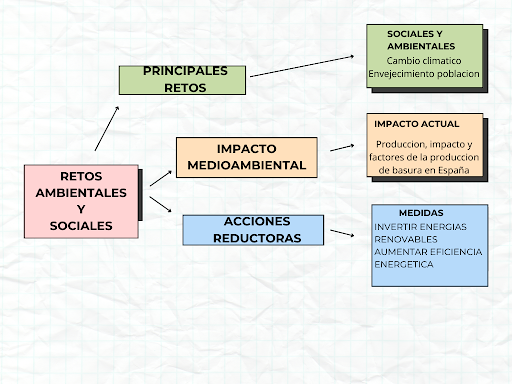 RETOS
AMBIENTALES
Y
SOCIALES
PRINCIPALES
RETOS
SOCIALES Y
AMBIENTALES
Cambio climatico
Envejecimiento poblacion
IMPACTO
MEDIOAMBIENTAL
IMPACTO ACTUAL
Produccion, impacto y
factores de la produccion
de basura en España
ACCIONES
REDUCTORAS
MEDIDAS
INVERTIR ENERGIAS
RENOVABLES
AUMENTAR EFICIENCIA
ENERGETICA